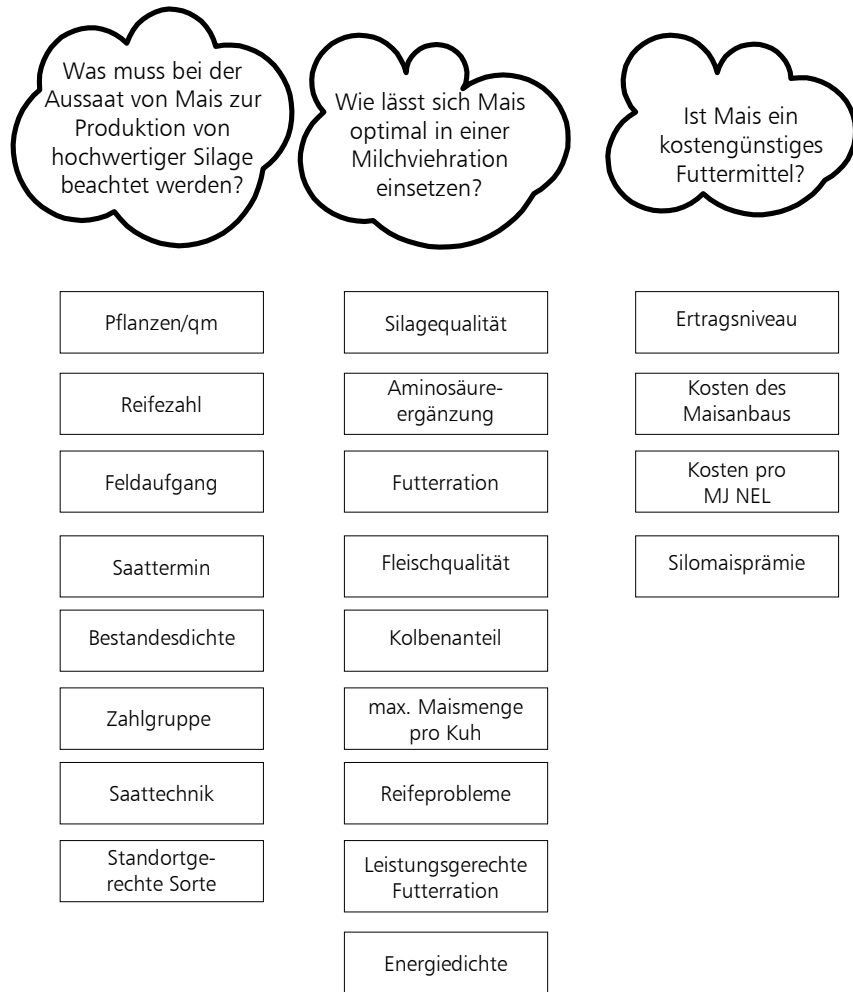 Was muss bei der
Aussaat von Mais zur
Produktion von
hochwertiger Silage
beachtet werden?
Wie lässt sich Mais
optimal in einer
Milchviehration
einsetzen?
Ist Mais ein
kostengünstiges
Futtermittel?
Pflanzen/qm
Reifezahl
Feldaufgang
Saattermin
Bestandesdichte
Zahlgruppe
Saattechnik
Standortge-
rechte Sorte
Silagequalität
Aminosäure-
ergänzung
Futterration
Fleischqualität
Kolbenanteil
max. Maismenge
pro Kuh
Reifeprobleme
Leistungsgerechte
Futterration
Energiedichte
Ertragsniveau
Kosten des
Maisanbaus
Kosten pro
MJ NEL
Silomaisprämie